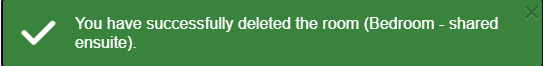 You have successfully deleted the room (Bedroom - shared
ensuite).